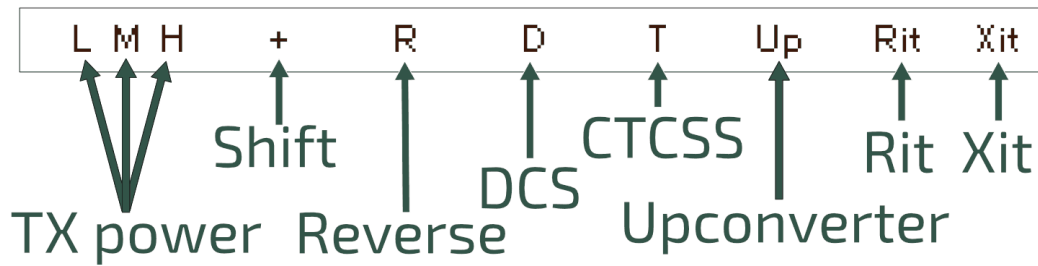 L M H + R D T Up Rit Xit
Shift
CTCSS
Rit Xit
DCS
TX power
Reverse
Upconverter